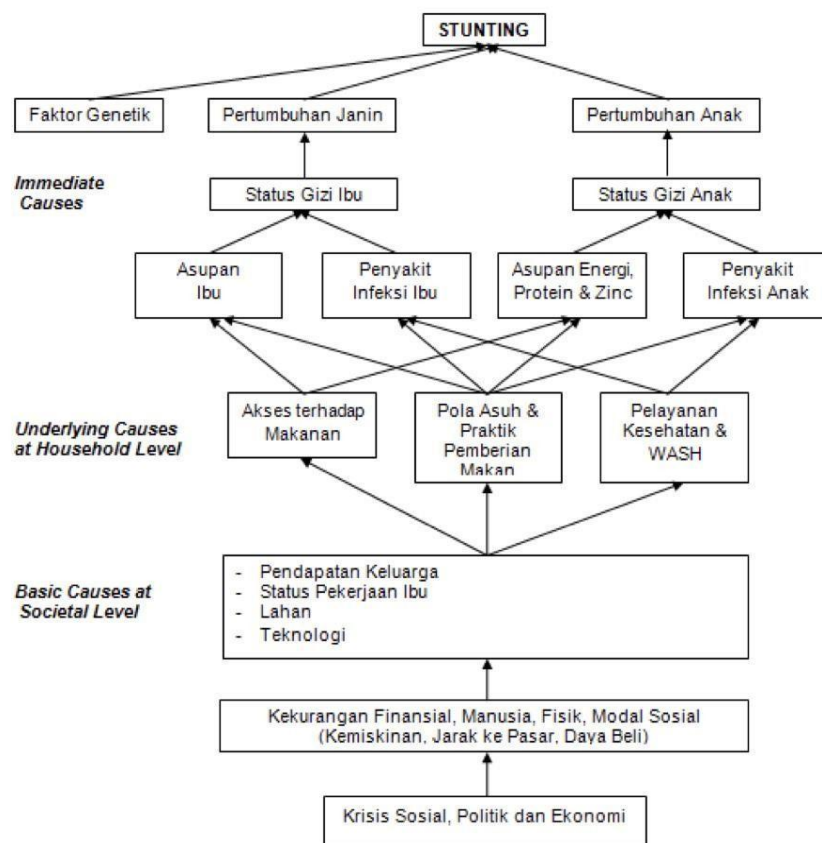 STUNTING
Faktor Genetik
Pertumbuhan Janin
Pertumbuhan Anak
Immediate
Causes
Status Gizi Ibu
Status Gizi Anak
Asupan
Ibu
Penyakit
Infeksi Ibu
Asupan Energi,
Protein & Zinc
Penyakit
Infeksi Anak
Underlying Causes
at Household Level
Akses terhadap
Makanan
Pola Asuh &
Praktik
Pemberian
Makan
Pelayanan
Kesehatan &
WASH
Basic Causes at
Societal Level
- Pendapatan Keluarga
- Status Pekerjaan Ibu
- Lahan
- Teknologi
Kekurangan Finansial, Manusia, Fisik, Modal Sosial
(Kemiskinan, Jarak ke Pasar, Daya Beli)
Krisis Sosial, Politik dan Ekonomi